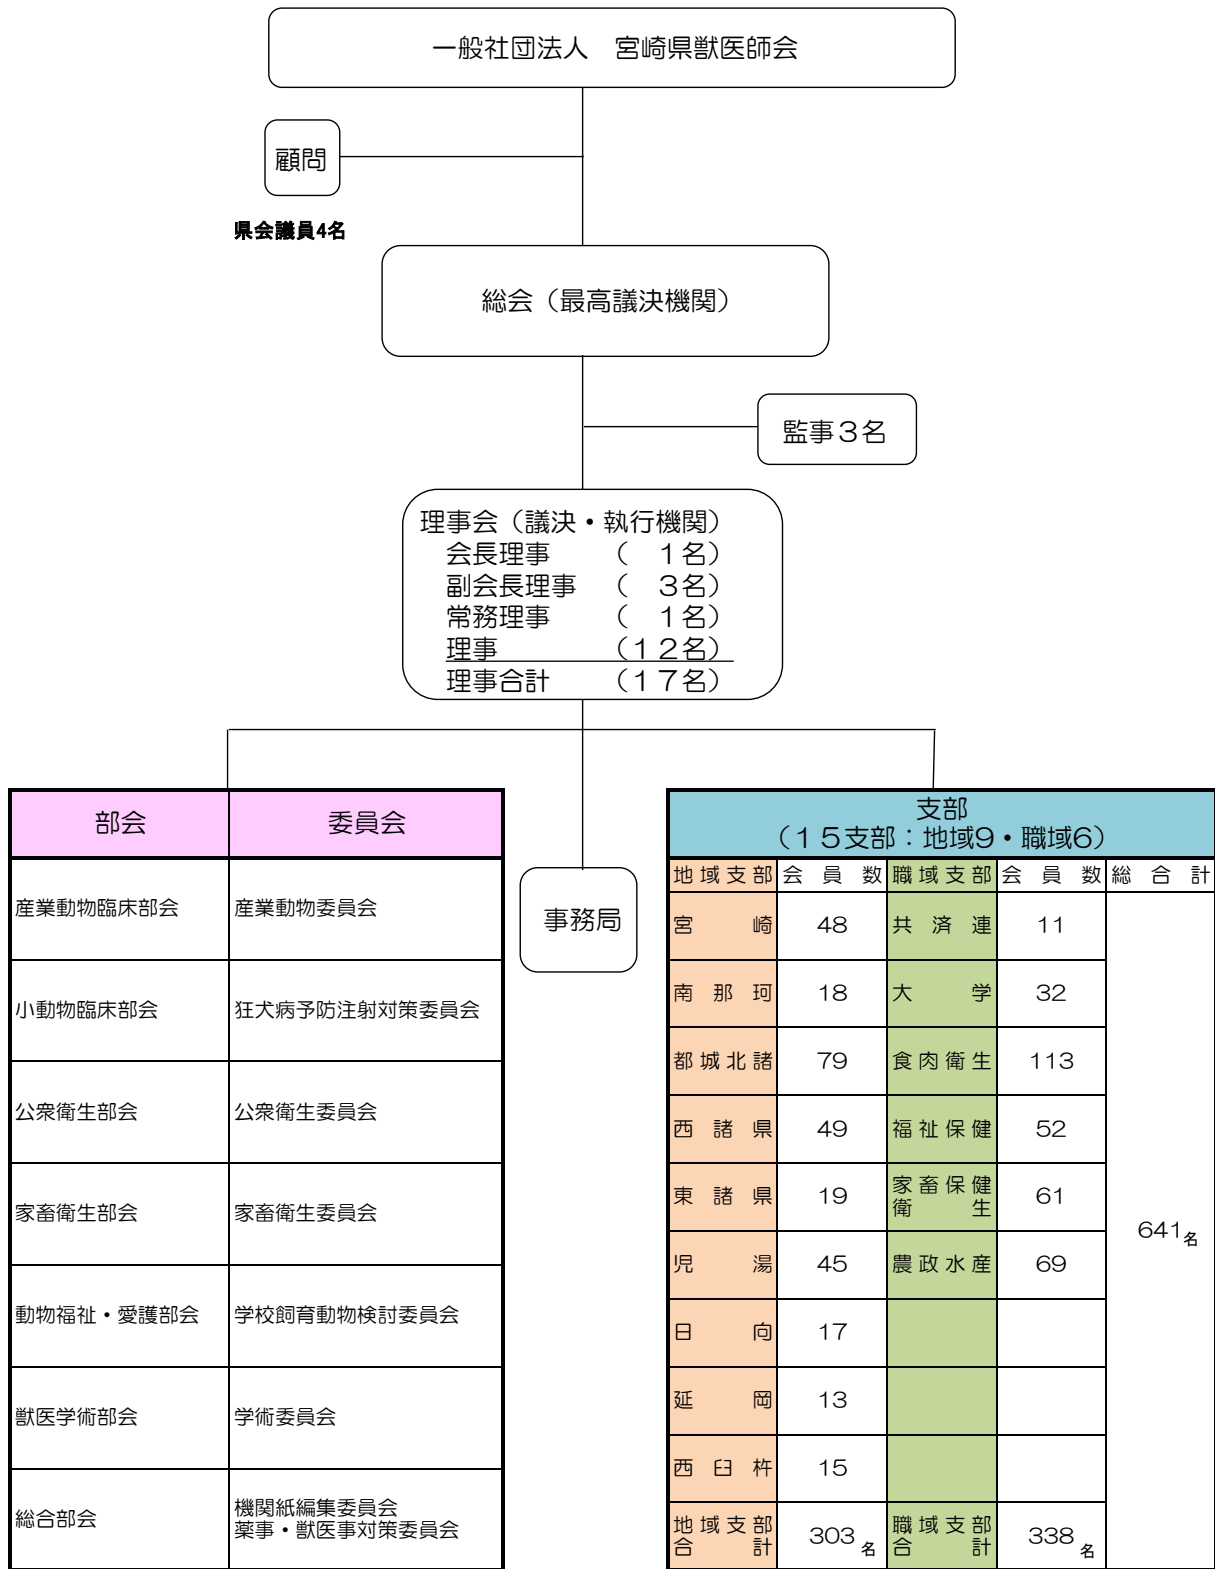 一般社団法人　宮崎県獣医師会
顧問
県会議員4名
総会（最高議決機関）
監事３名
理事会（議決・執行機関）
会長理事　　（　１名）
副会長理事　（　３名）
常務理事　　（　１名）
理事　　　　（１２名）
理事合計　　（１７名）
部会 委員会
産業動物臨床部会 産業動物委員会
小動物臨床部会 狂犬病予防注射対策委員会
公衆衛生部会 公衆衛生委員会
家畜衛生部会 家畜衛生委員会
動物福祉・愛護部会 学校飼育動物検討委員会
獣医学術部会 学術委員会
総合部会 機関紙編集委員会
薬事・獣医事対策委員会
事務局
支部
（１５支部：地域9・職域6）
地域支部 会員数 職域支部 会員数 総合計
宮崎 48 共済連 11
南那珂 18 大学 32
都城北諸 79 食肉衛生 113
西諸県 49 福祉保健 52
東諸県 19 家畜保健衛生 61
児湯 45 農政水産 69
日向 17
延岡 13
西臼杵 15
地域支部合計 303名 職域支部合計 338名
641名